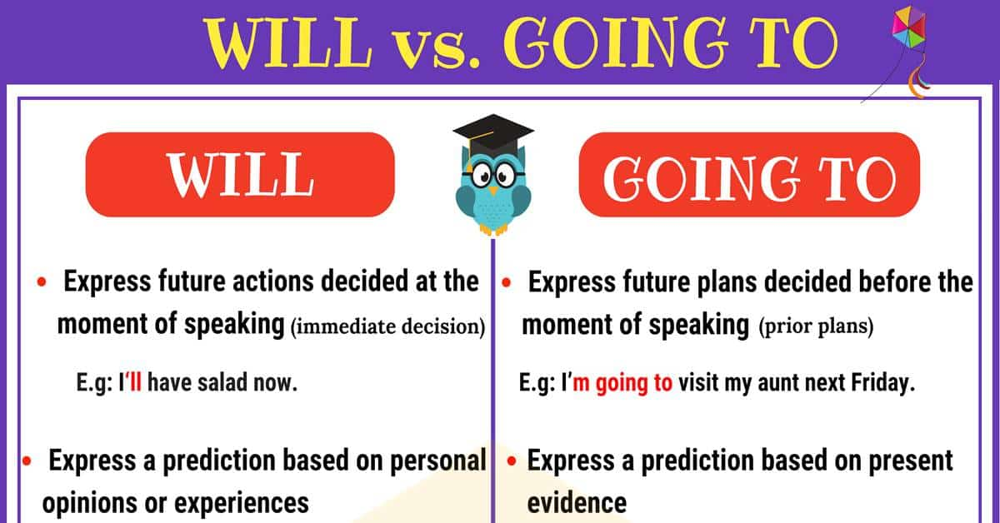 WILL vs. GOING TO
WILL
• Express future actions decided at the
moment of speaking (immediate decision)
E.g: I'll have salad now.
• Express a prediction based on personal
opinions or experiences
GOING TO
• Express future plans decided before the
moment of speaking (prior plans)
E.g: I'm going to visit my aunt next Friday.
• Express a prediction based on present
evidence